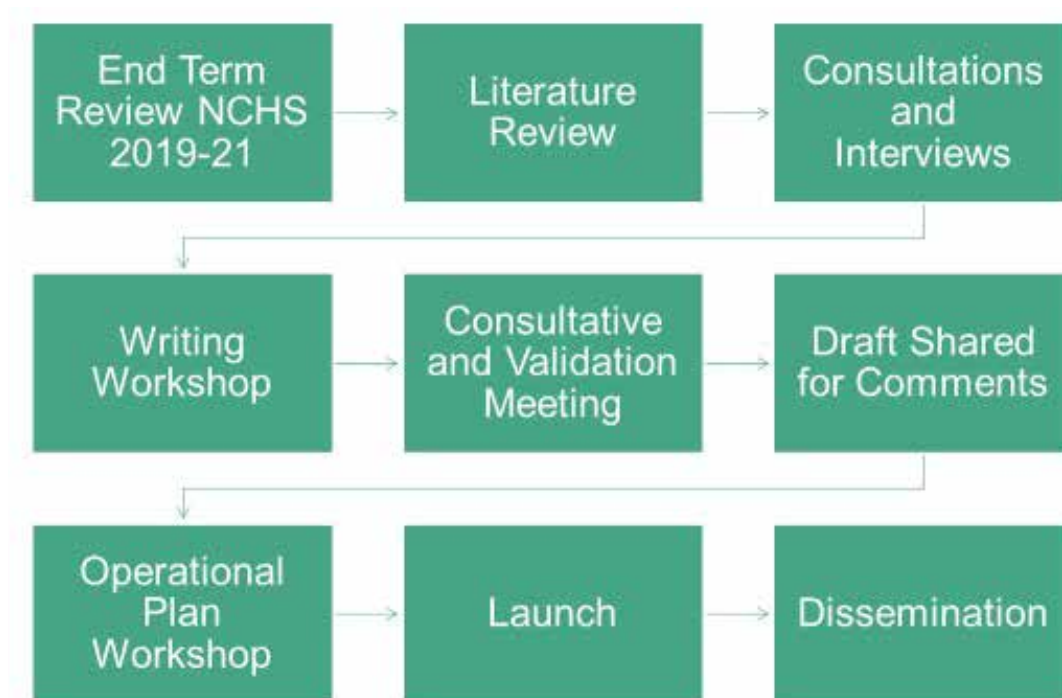 End Term
Review NCHS
2019-21
Literature
Review
Consultations
and
Interviews
Writing
Workshop
Consultative
and Validation
Meeting
Draft Shared
for Comments
Operational
Plan
Workshop
Launch
Dissemination